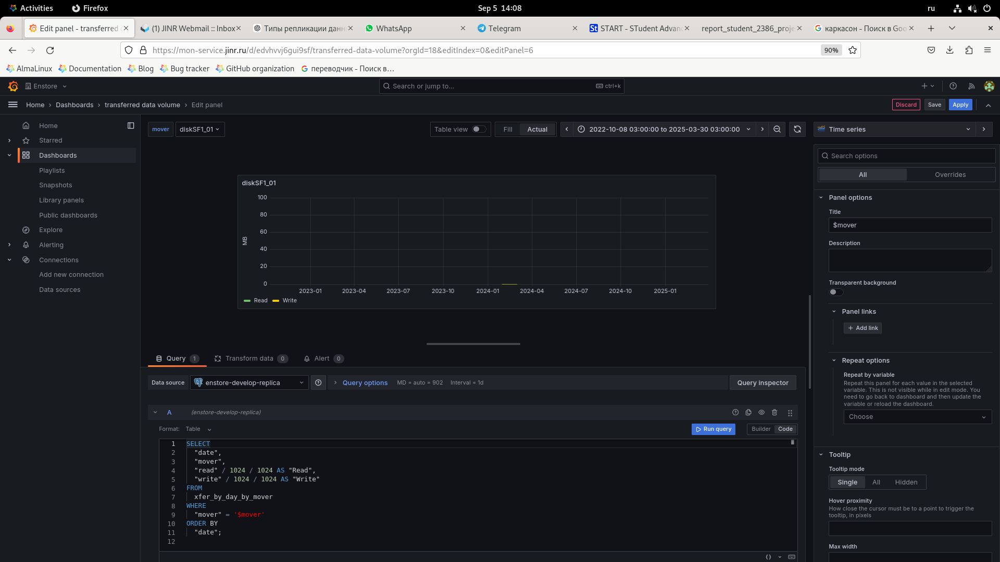 Activities
Firefox
Sep 5 14:08
ru
Edit panel - transferred
(1) JINR Webmail :: Inbox
Типы репликации данн
WhatsApp
Telegram
START - STudent Advan
report_student_2386_proje
каркасон - Поиск в Goo
https://mon-service.jinr.ru/d/edvhvvj6gui9sf/transferred-data-volume?orgId=18&editIndex=0&editPanel=6
90%
AlmaLinux
Documentation
Blog
Bug tracker
GitHub organization
переводчик - Поиск в…
Enstore
Search or jump to...
ctrl+k
Home › Dashboards › transferred data volume › Edit panel
Discard
Save
Apply
Home
Starred
Dashboards
Playlists
Snapshots
Library panels
Public dashboards
Explore
Alerting
Connections
Add new connection
Data sources
mover
diskSF1_01
Table view
Fill
Actual
2022-10-08 03:00:00 to 2025-03-30 03:00:00
diskSF1_01
MB
100
80
60
40
20
0
2023-01
2023-04
2023-07
2023-10
2024-01
2024-04
2024-07
2024-10
2025-01
Read
Write
Query 1
Transform data 0
Alert 0
Data source
enstore-develop-replica
Query options
MD = auto = 902
Interval = 1d
Query inspector
A
(enstore-develop-replica)
Format: Table
Run query
Builder
Code
1 SELECT
2 "date",
3 "mover",
4 "read" / 1024 / 1024 AS "Read",
5 "write" / 1024 / 1024 AS "Write"
6 FROM
7 xfer_by_day_by_mover
8 WHERE
9 "mover" = '$mover'
10 ORDER BY
11 "date";
12
{}
Time series
Search options
All
Overrides
Panel options
Title
$mover
Description
Transparent background
Panel links
+ Add link
Repeat options
Repeat by variable
Repeat this panel for each value in the selected
variable. This is not visible while in edit mode. You
need to go back to dashboard and then update the
variable or reload the dashboard.
Choose
Tooltip
Tooltip mode
Single
All
Hidden
Hover proximity
How close the cursor must be to a point to trigger the
tooltip, in pixels
Max width